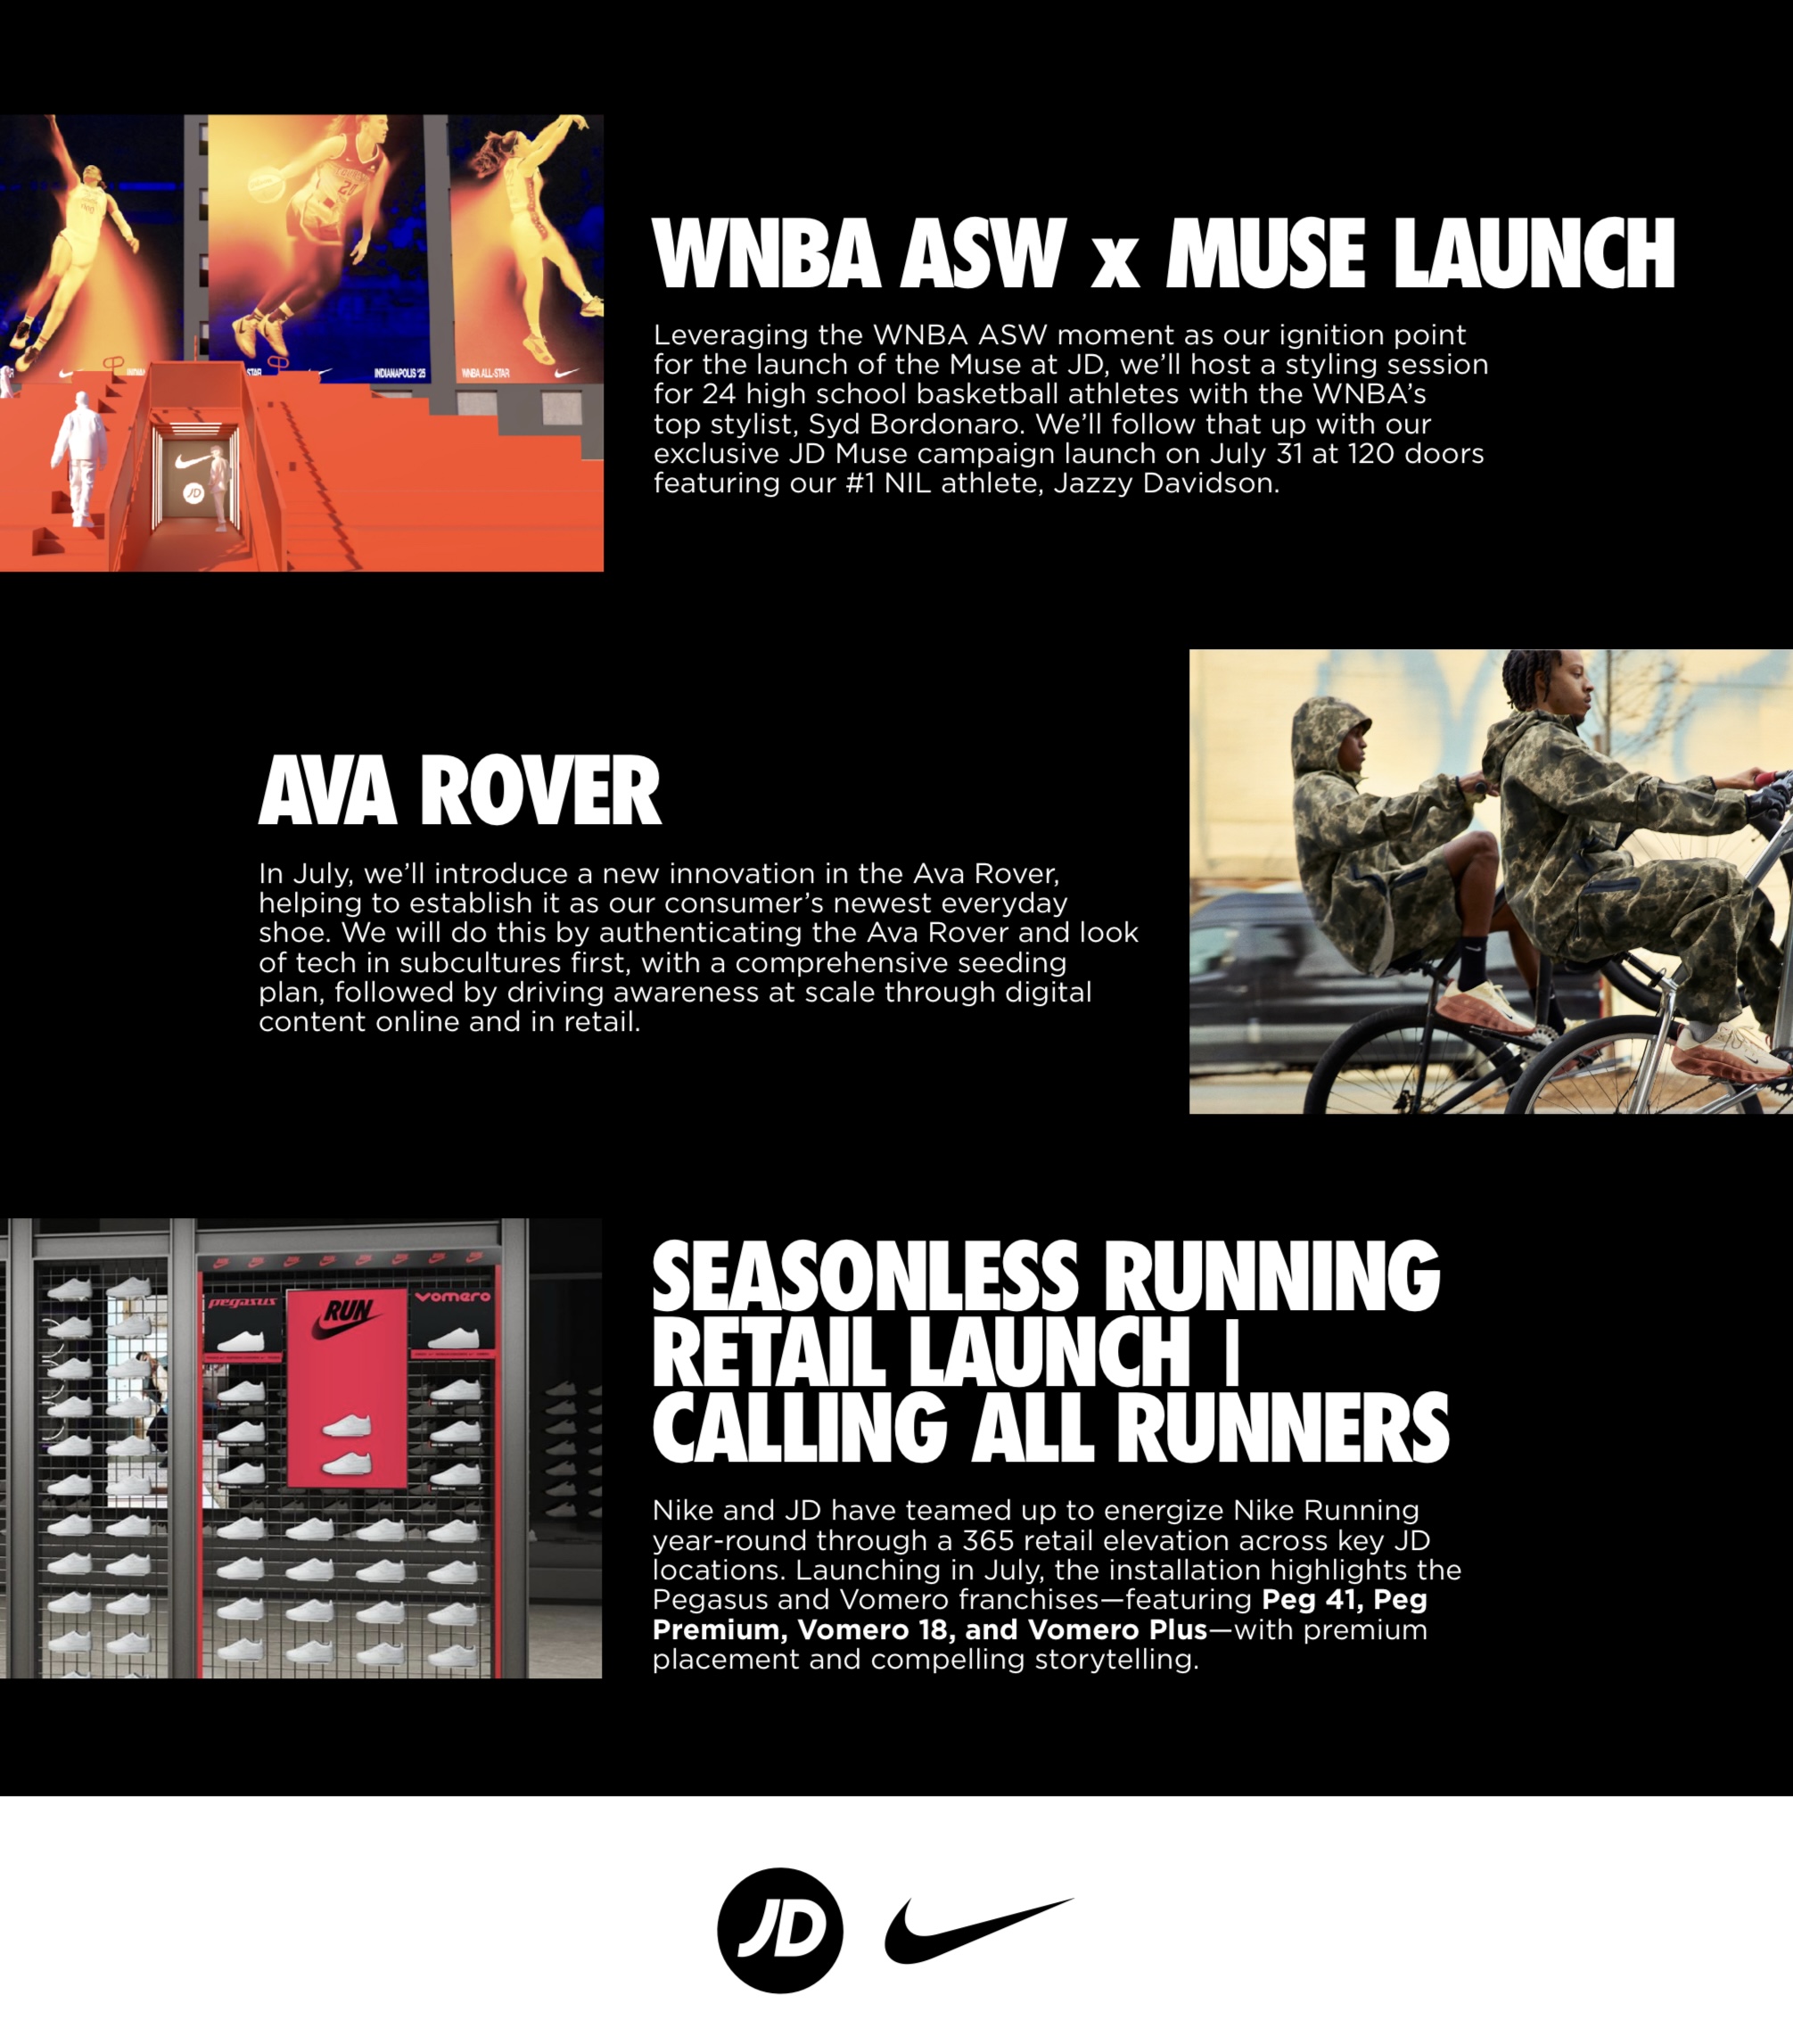 WNBA ASW x MUSE LAUNCH
Leveraging the WNBA ASW moment as our ignition point
for the launch of the Muse at JD, we’ll host a styling session
for 24 high school basketball athletes with the WNBA’s
top stylist, Syd Bordonaro. We’ll follow that up with our
exclusive JD Muse campaign launch on July 31 at 120 doors
featuring our #1 NIL athlete, Jazzy Davidson.
INDIANAPOLIS '25
WNBA ALL-STAR
JD
AVA ROVER
In July, we’ll introduce a new innovation in the Ava Rover,
helping to establish it as our consumer’s newest everyday
shoe. We will do this by authenticating the Ava Rover and look
of tech in subcultures first, with a comprehensive seeding
plan, followed by driving awareness at scale through digital
content online and in retail.
pegasus
RUN
vomero
SEASONLESS RUNNING
RETAIL LAUNCH |
CALLING ALL RUNNERS
Nike and JD have teamed up to energize Nike Running
year-round through a 365 retail elevation across key JD
locations. Launching in July, the installation highlights the
Pegasus and Vomero franchises—featuring Peg 41, Peg
Premium, Vomero 18, and Vomero Plus—with premium
placement and compelling storytelling.
JD